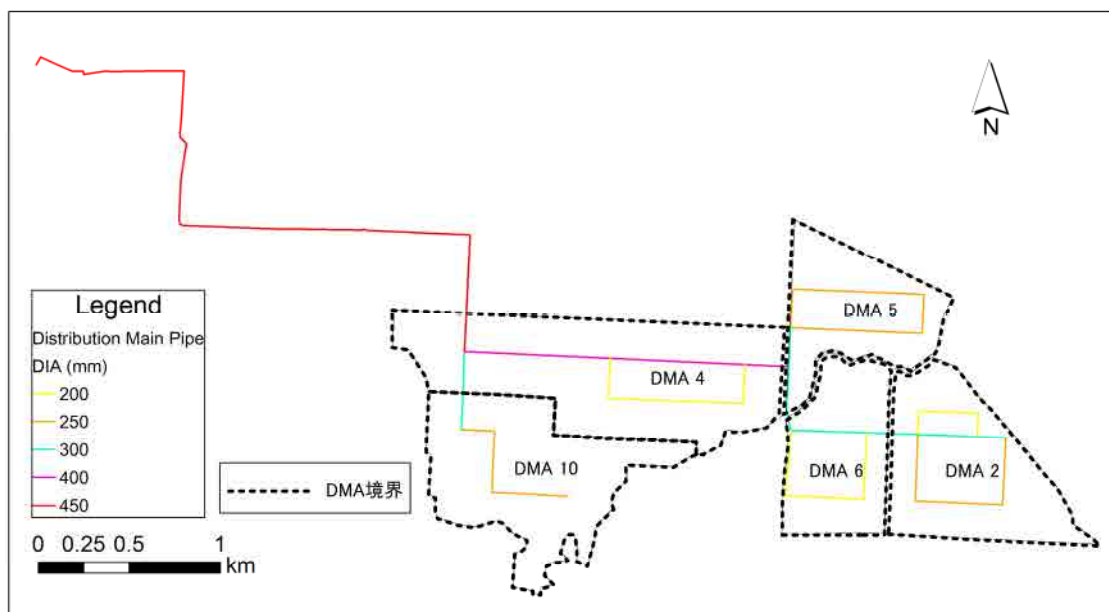 N
DMA 5
DMA 4
DMA 10
DMA 6
DMA 2
Legend
Distribution Main Pipe
DIA (mm)
200
250
300
400
450
DMA境界
0 0.25 0.5 1
km